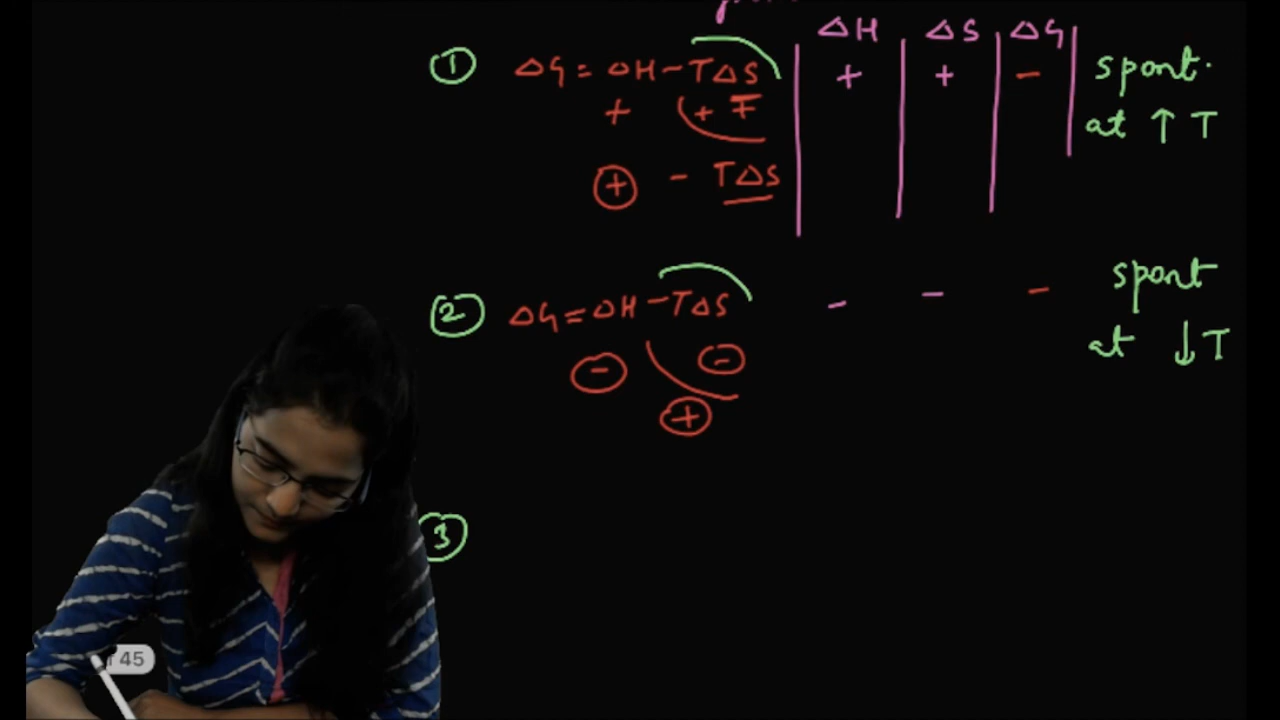 ΔH ΔS ΔG
① ΔG = ΔH - TΔS + + - spont.
+ + at ↑ T
⊕ - TΔS
② ΔG = ΔH - TΔS - - - spont
⊖ ⊖ at ↓ T
⊕
③
45